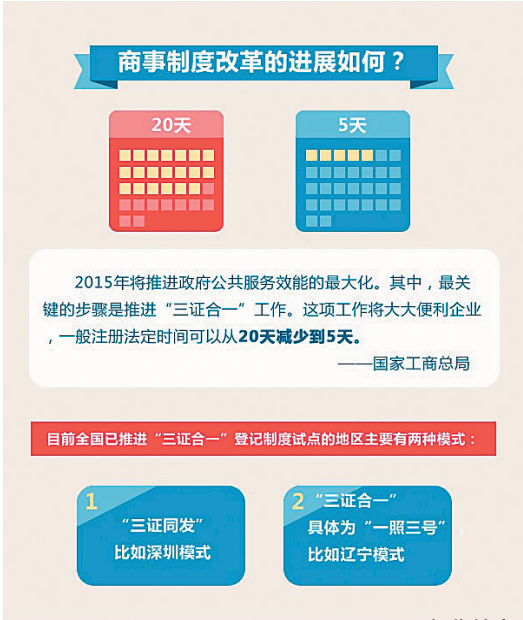 商事制度改革的进展如何？
20天
5天
2015年将推进政府公共服务效能的最大化。其中，最关
键的步骤是推进“三证合一”工作。这项工作将大大便利企业
，一般注册法定时间可以从20天减少到5天。
——国家工商总局
目前全国已推进“三证合一”登记制度试点的地区主要有两种模式：
1
“三证同发”
比如深圳模式
2 “三证合一”
具体为“一照三号”
比如辽宁模式